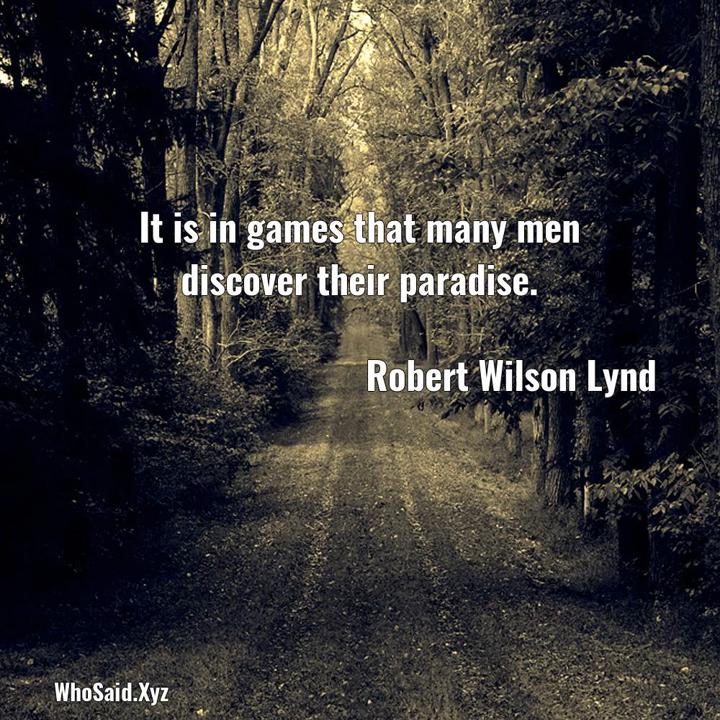 It is in games that many men
discover their paradise.
Robert Wilson Lynd
WhoSaid.Xyz